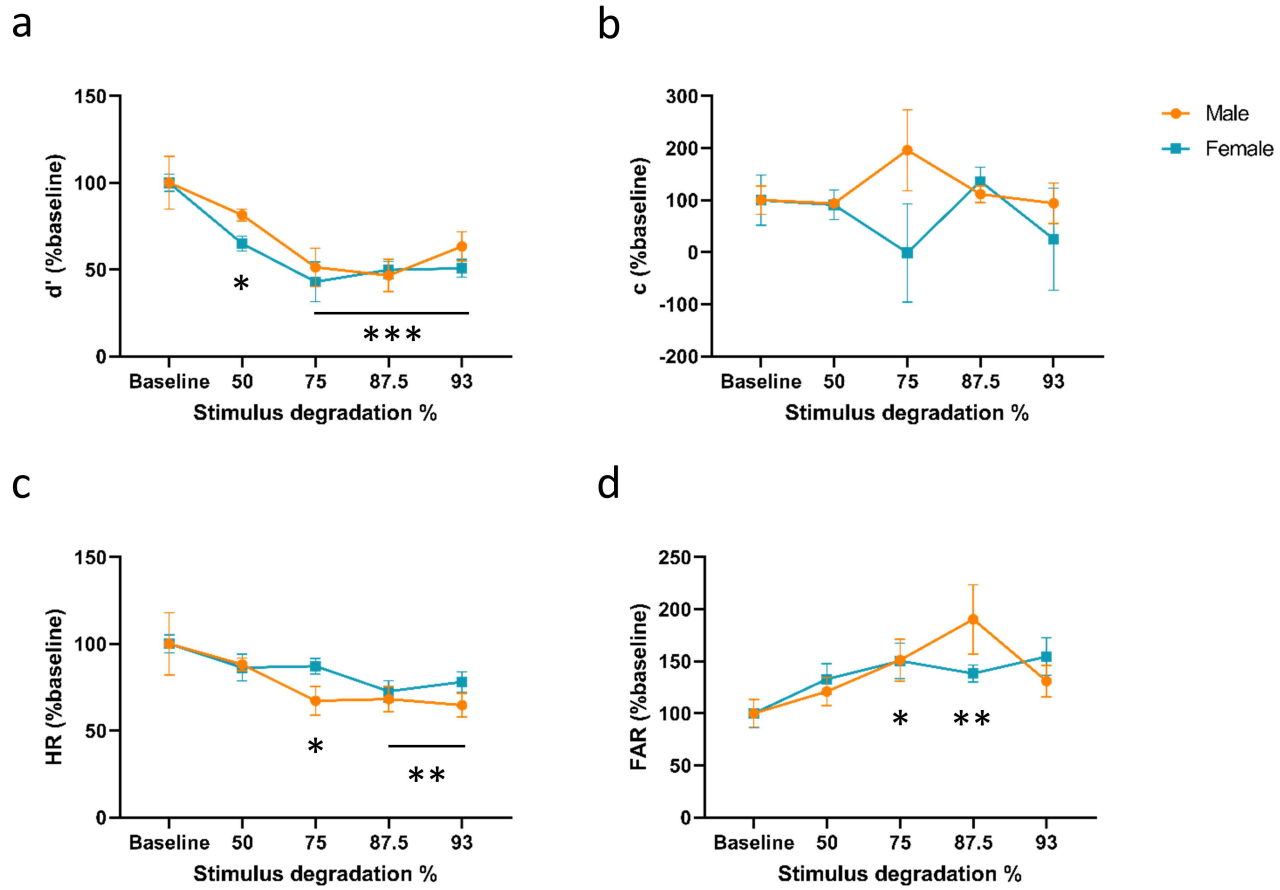 a
150
100
50
0
d' (%baseline)
*
***
Baseline 50 75 87.5 93
Stimulus degradation %
b
300
200
100
0
-100
-200
c (%baseline)
Baseline 50 75 87.5 93
Stimulus degradation %
Male
Female
c
150
100
50
0
HR (%baseline)
*
**
Baseline 50 75 87.5 93
Stimulus degradation %
d
250
200
150
100
50
0
FAR (%baseline)
* **
Baseline 50 75 87.5 93
Stimulus degradation %